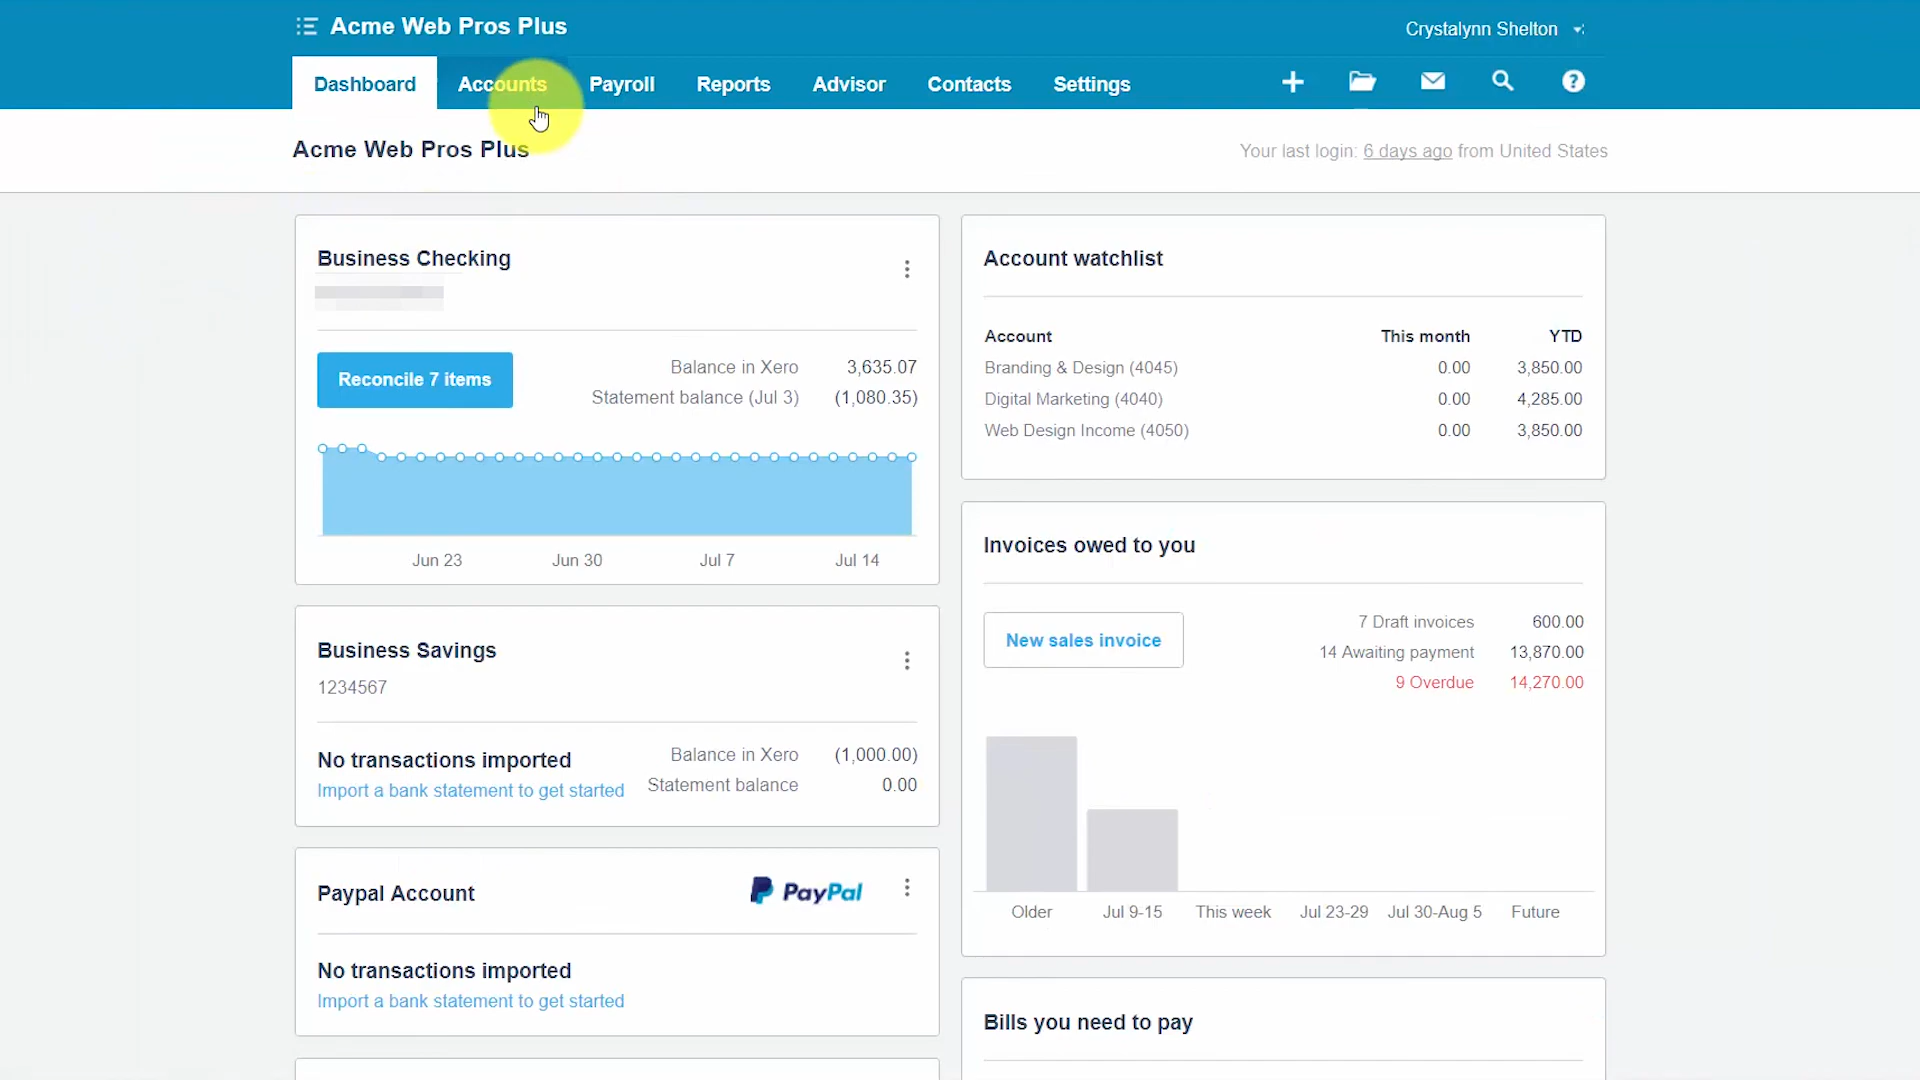 Acme Web Pros Plus
Crystalynn Shelton
Dashboard
Accounts
Payroll
Reports
Advisor
Contacts
Settings
Acme Web Pros Plus
Your last login: 6 days ago from United States
Business Checking
Reconcile 7 items
Balance in Xero 3,635.07
Statement balance (Jul 3) (1,080.35)
Jun 23 Jun 30 Jul 7 Jul 14
Business Savings
1234567
No transactions imported
Import a bank statement to get started
Balance in Xero (1,000.00)
Statement balance 0.00
Paypal Account
PayPal
No transactions imported
Import a bank statement to get started
Account watchlist
Account This month YTD
Branding & Design (4045) 0.00 3,850.00
Digital Marketing (4040) 0.00 4,285.00
Web Design Income (4050) 0.00 3,850.00
Invoices owed to you
New sales invoice
7 Draft invoices 600.00
14 Awaiting payment 13,870.00
9 Overdue 14,270.00
Older Jul 9-15 This week Jul 23-29 Jul 30-Aug 5 Future
Bills you need to pay